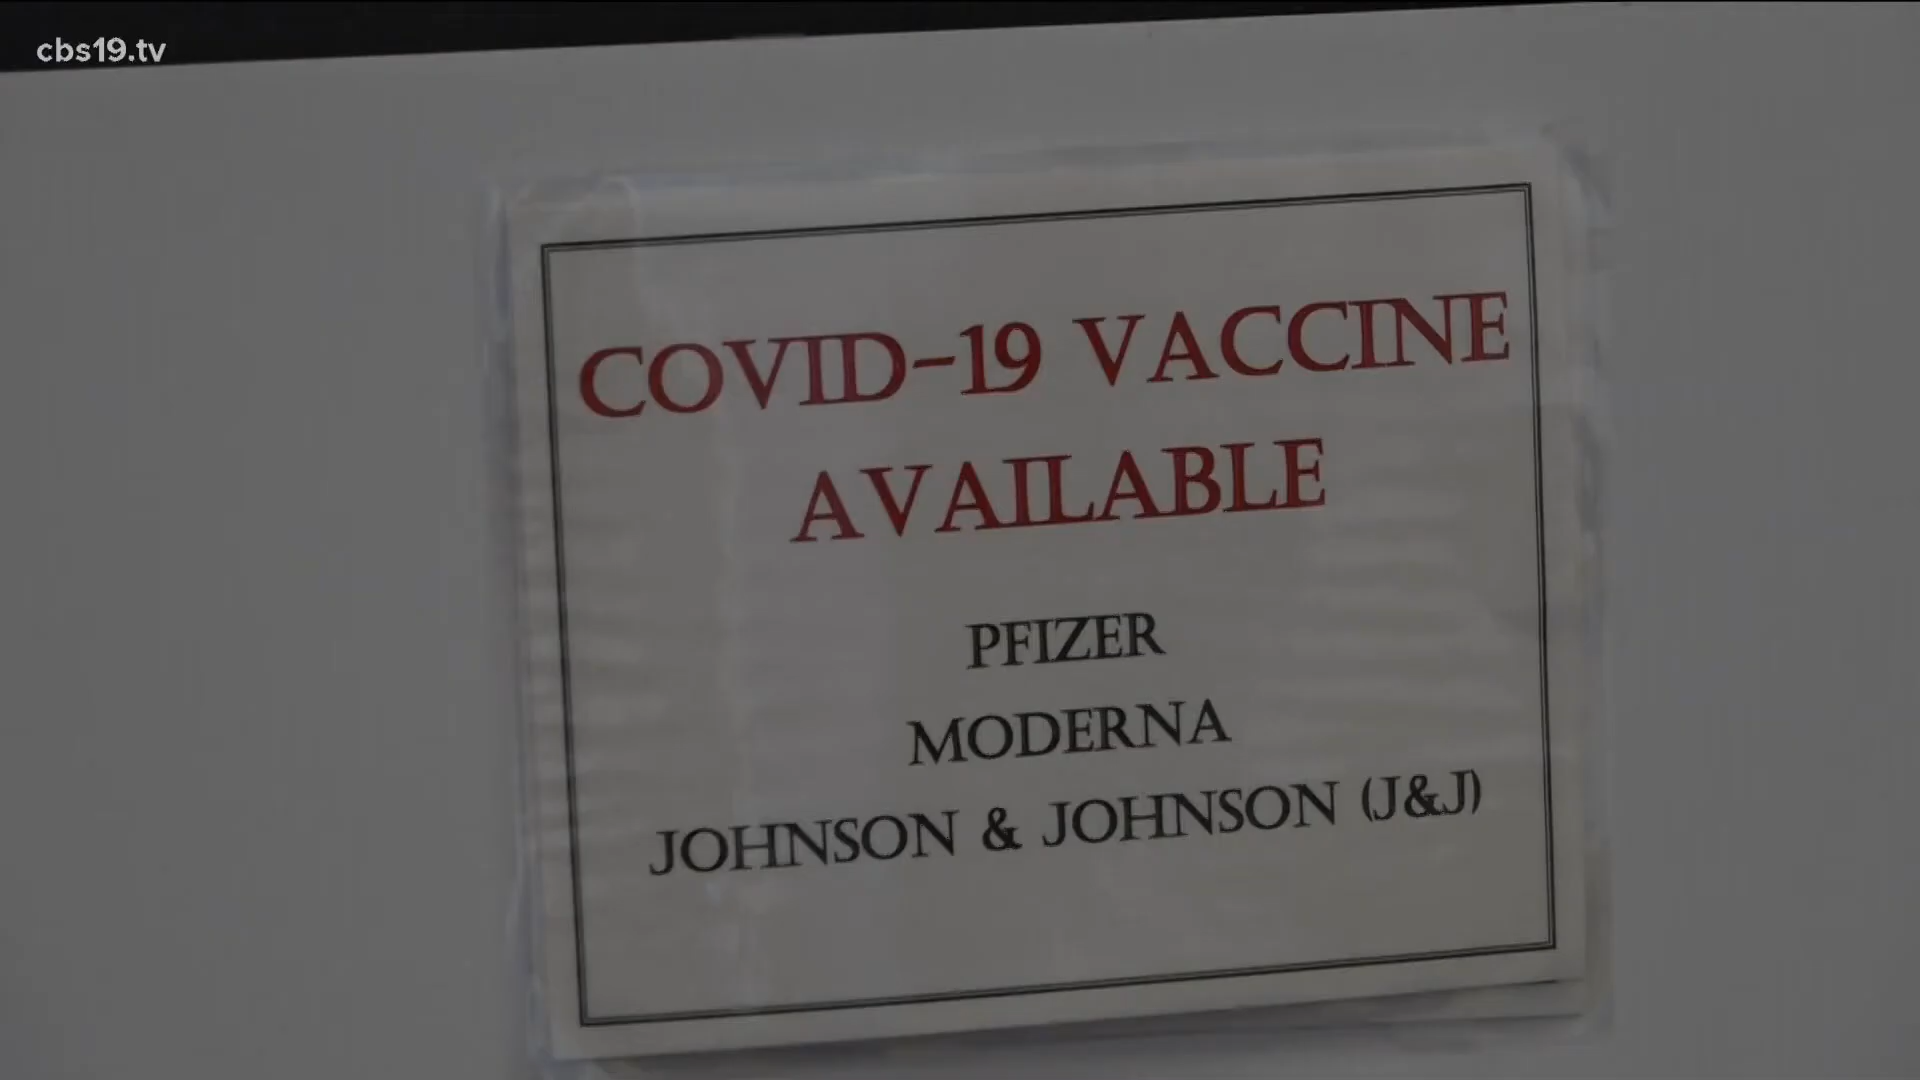 cbs19.tv
COVID-19 VACCINE
AVAILABLE
PFIZER
MODERNA
JOHNSON & JOHNSON (J&J)